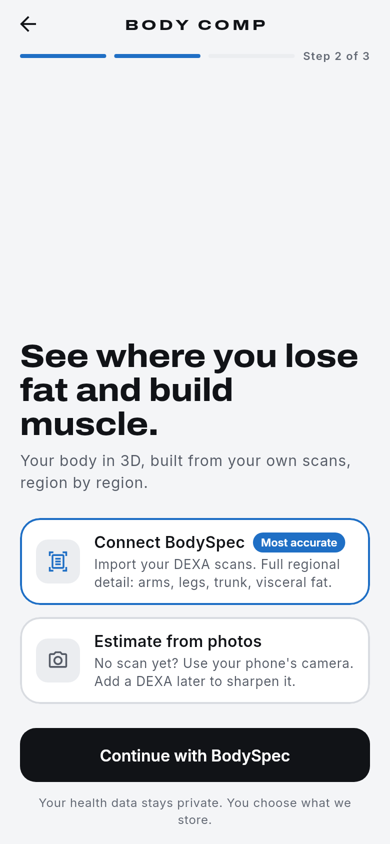 BODY COMP
Step 2 of 3
See where you lose
fat and build
muscle.
Your body in 3D, built from your own scans,
region by region.
Connect BodySpec Most accurate
Import your DEXA scans. Full regional
detail: arms, legs, trunk, visceral fat.
Estimate from photos
No scan yet? Use your phone's camera.
Add a DEXA later to sharpen it.
Continue with BodySpec
Your health data stays private. You choose what we
store.